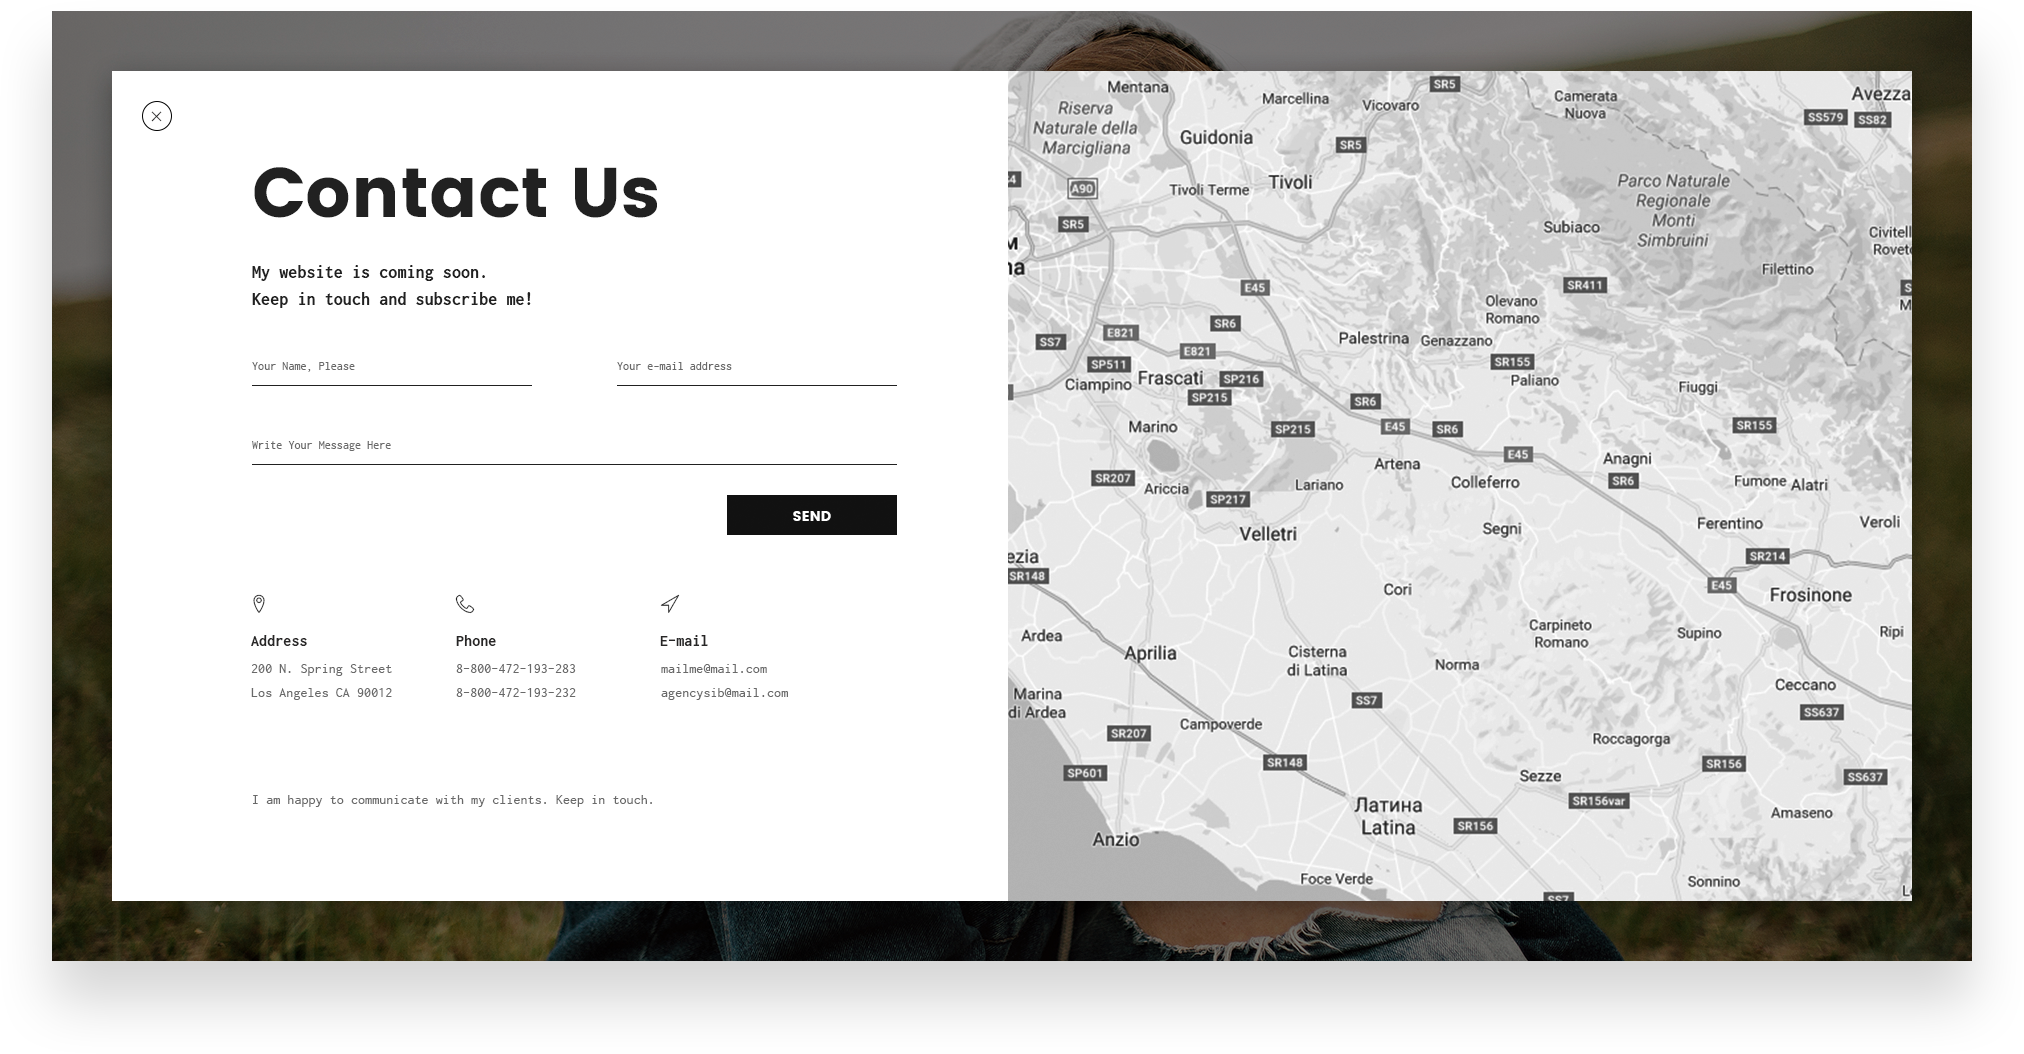 Contact Us
My website is coming soon.
Keep in touch and subscribe me!
Your Name, Please
Your e-mail address
Write Your Message Here
SEND
Address
200 N. Spring Street
Los Angeles CA 90012
Phone
8-800-472-193-283
8-800-472-193-232
E-mail
mailme@mail.com
agencysib@mail.com
I am happy to communicate with my clients. Keep in touch.
Mentana
SR5
Riserva
Naturale della
Marcigliana
Marcellina
Vicovaro
Camerata
Nuova
Avezza
SS579
SS82
Guidonia
SR5
A90
Tivoli Terme
Tivoli
Parco Naturale
Regionale
Monti
Simbruini
SR5
Subiaco
Civitell
Rovet
Filettino
E45
SR411
Olevano
Romano
SR6
E821
SS7
E821
Palestrina
Genazzano
SP511
SR155
Ciampino
Frascati
SP216
Paliano
Fiuggi
SP215
SR6
Marino
SP215
E45
SR6
SR155
E45
Artena
Anagni
SR207
Ariccia
SP217
Lariano
Colleferro
SR6
Fumone
Alatri
Velletri
Segni
Ferentino
Veroli
ezia
SR148
SR214
Cori
E45
Frosinone
Ardea
Carpineto
Romano
Supino
Ripi
Aprilia
Cisterna
di Latina
Norma
Marina
di Ardea
SS7
Ceccano
SS637
Campoverde
SR207
Roccagorga
SR148
SP601
Sezze
SR156
SS637
Латина
Latina
SR156var
Amaseno
SR156
Anzio
Foce Verde
Sonnino
SS7